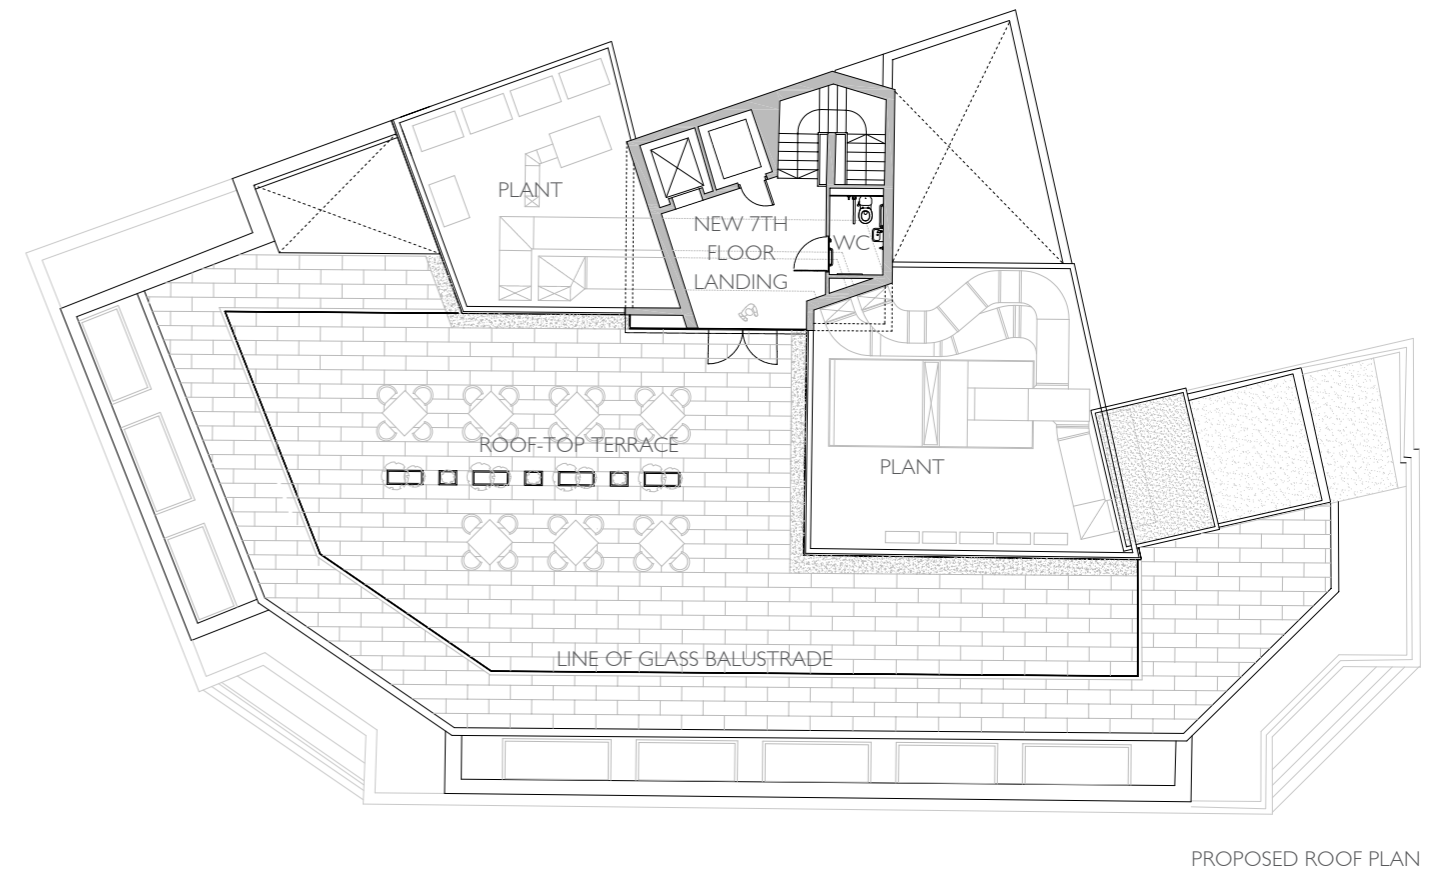 PLANT
NEW 7TH
FLOOR
LANDING
WC
ROOF-TOP TERRACE
PLANT
LINE OF GLASS BALUSTRADE
PROPOSED ROOF PLAN